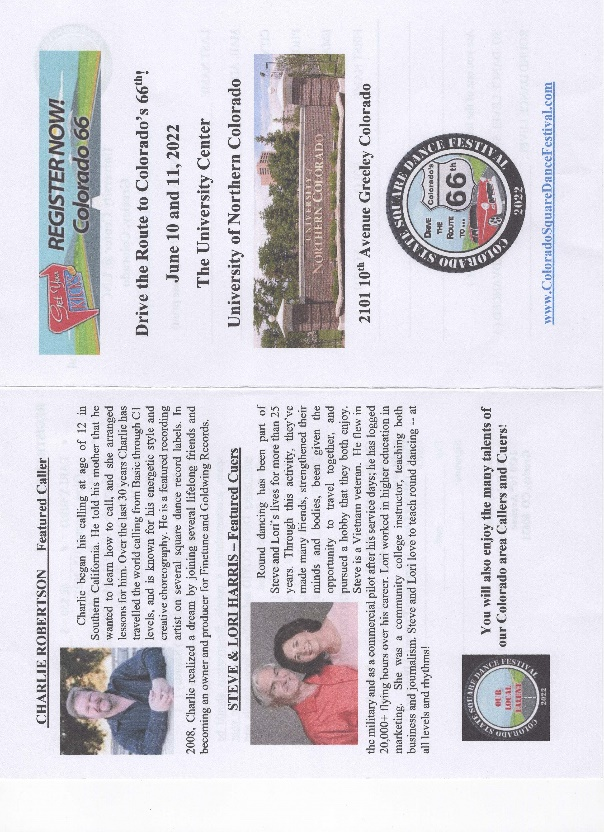 CHARLIE ROBERTSON    Featured Caller
Charlie began his calling at age of 12 in
Southern California. He told his mother that he
wanted to learn how to call, and she arranged
lessons for him. Over the last 30 years Charlie has
travelled the world calling from Basic through C1
levels, and is known for his energetic style and
creative choreography. He is a featured recording
artist on several square dance record labels. In
2008, Charlie realized a dream by joining several lifelong friends and
becoming an owner and producer for Finetune and Goldwing Records.
STEVE & LORI HARRIS – Featured Cuers
Round dancing has been part of
Steve and Lori's lives for more than 25
years. Through this activity, they've
made many friends, strengthened their
minds and bodies, been given the
opportunity to travel together, and
pursued a hobby that they both enjoy.
Steve is a Vietnam veteran. He flew in
the military and as a commercial pilot after his service days; he has logged
20,000+ flying hours over his career. Lori worked in higher education in
marketing. She was a community college instructor, teaching both
business and journalism. Steve and Lori love to teach round dancing -- at
all levels and rhythms!
COLORADO STATE SQUARE DANCE FESTIVAL
OUR
LOCAL
TALENT
2022
You will also enjoy the many talents of
our Colorado area Callers and Cuers!
Get Your
KICKS
REGISTER NOW!
Colorado 66
Drive the Route to Colorado's 66th!
June 10 and 11, 2022
The University Center
University of Northern Colorado
UNIVERSITY of
NORTHERN COLORADO
2101 10th Avenue Greeley Colorado
COLORADO STATE SQUARE DANCE FESTIVAL
DRIVE
THE
ROUTE
TO...
Colorado's
66th
2022
www.ColoradoSquareDanceFestival.com